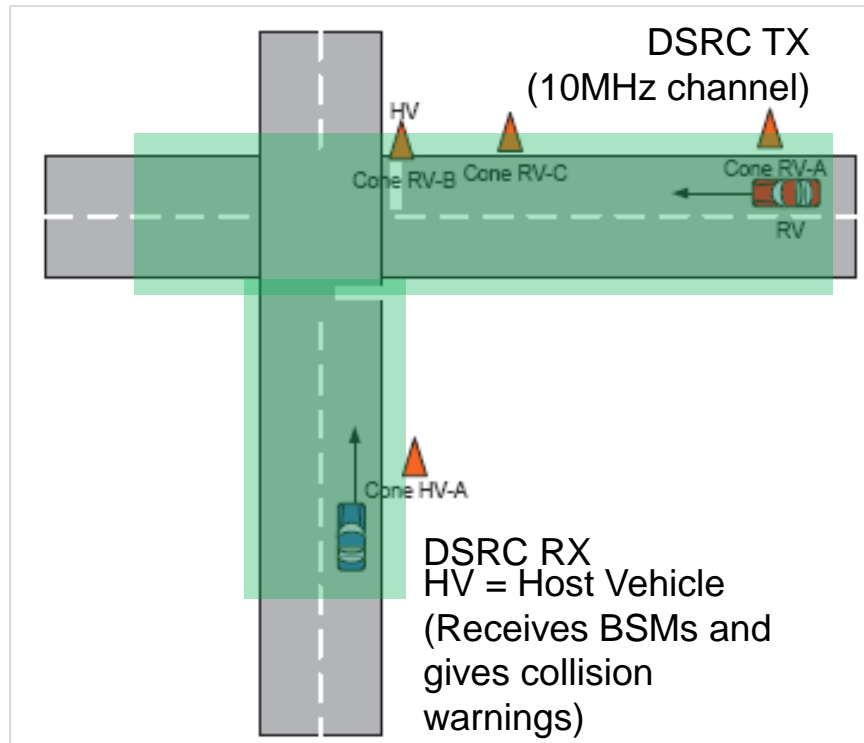 DSRC TX
(10MHz channel)
HV
Cone RV-B
Cone RV-C
Cone RV-A
RV
Cone HV-A
DSRC RX
HV = Host Vehicle
(Receives BSMs and
gives collision
warnings)